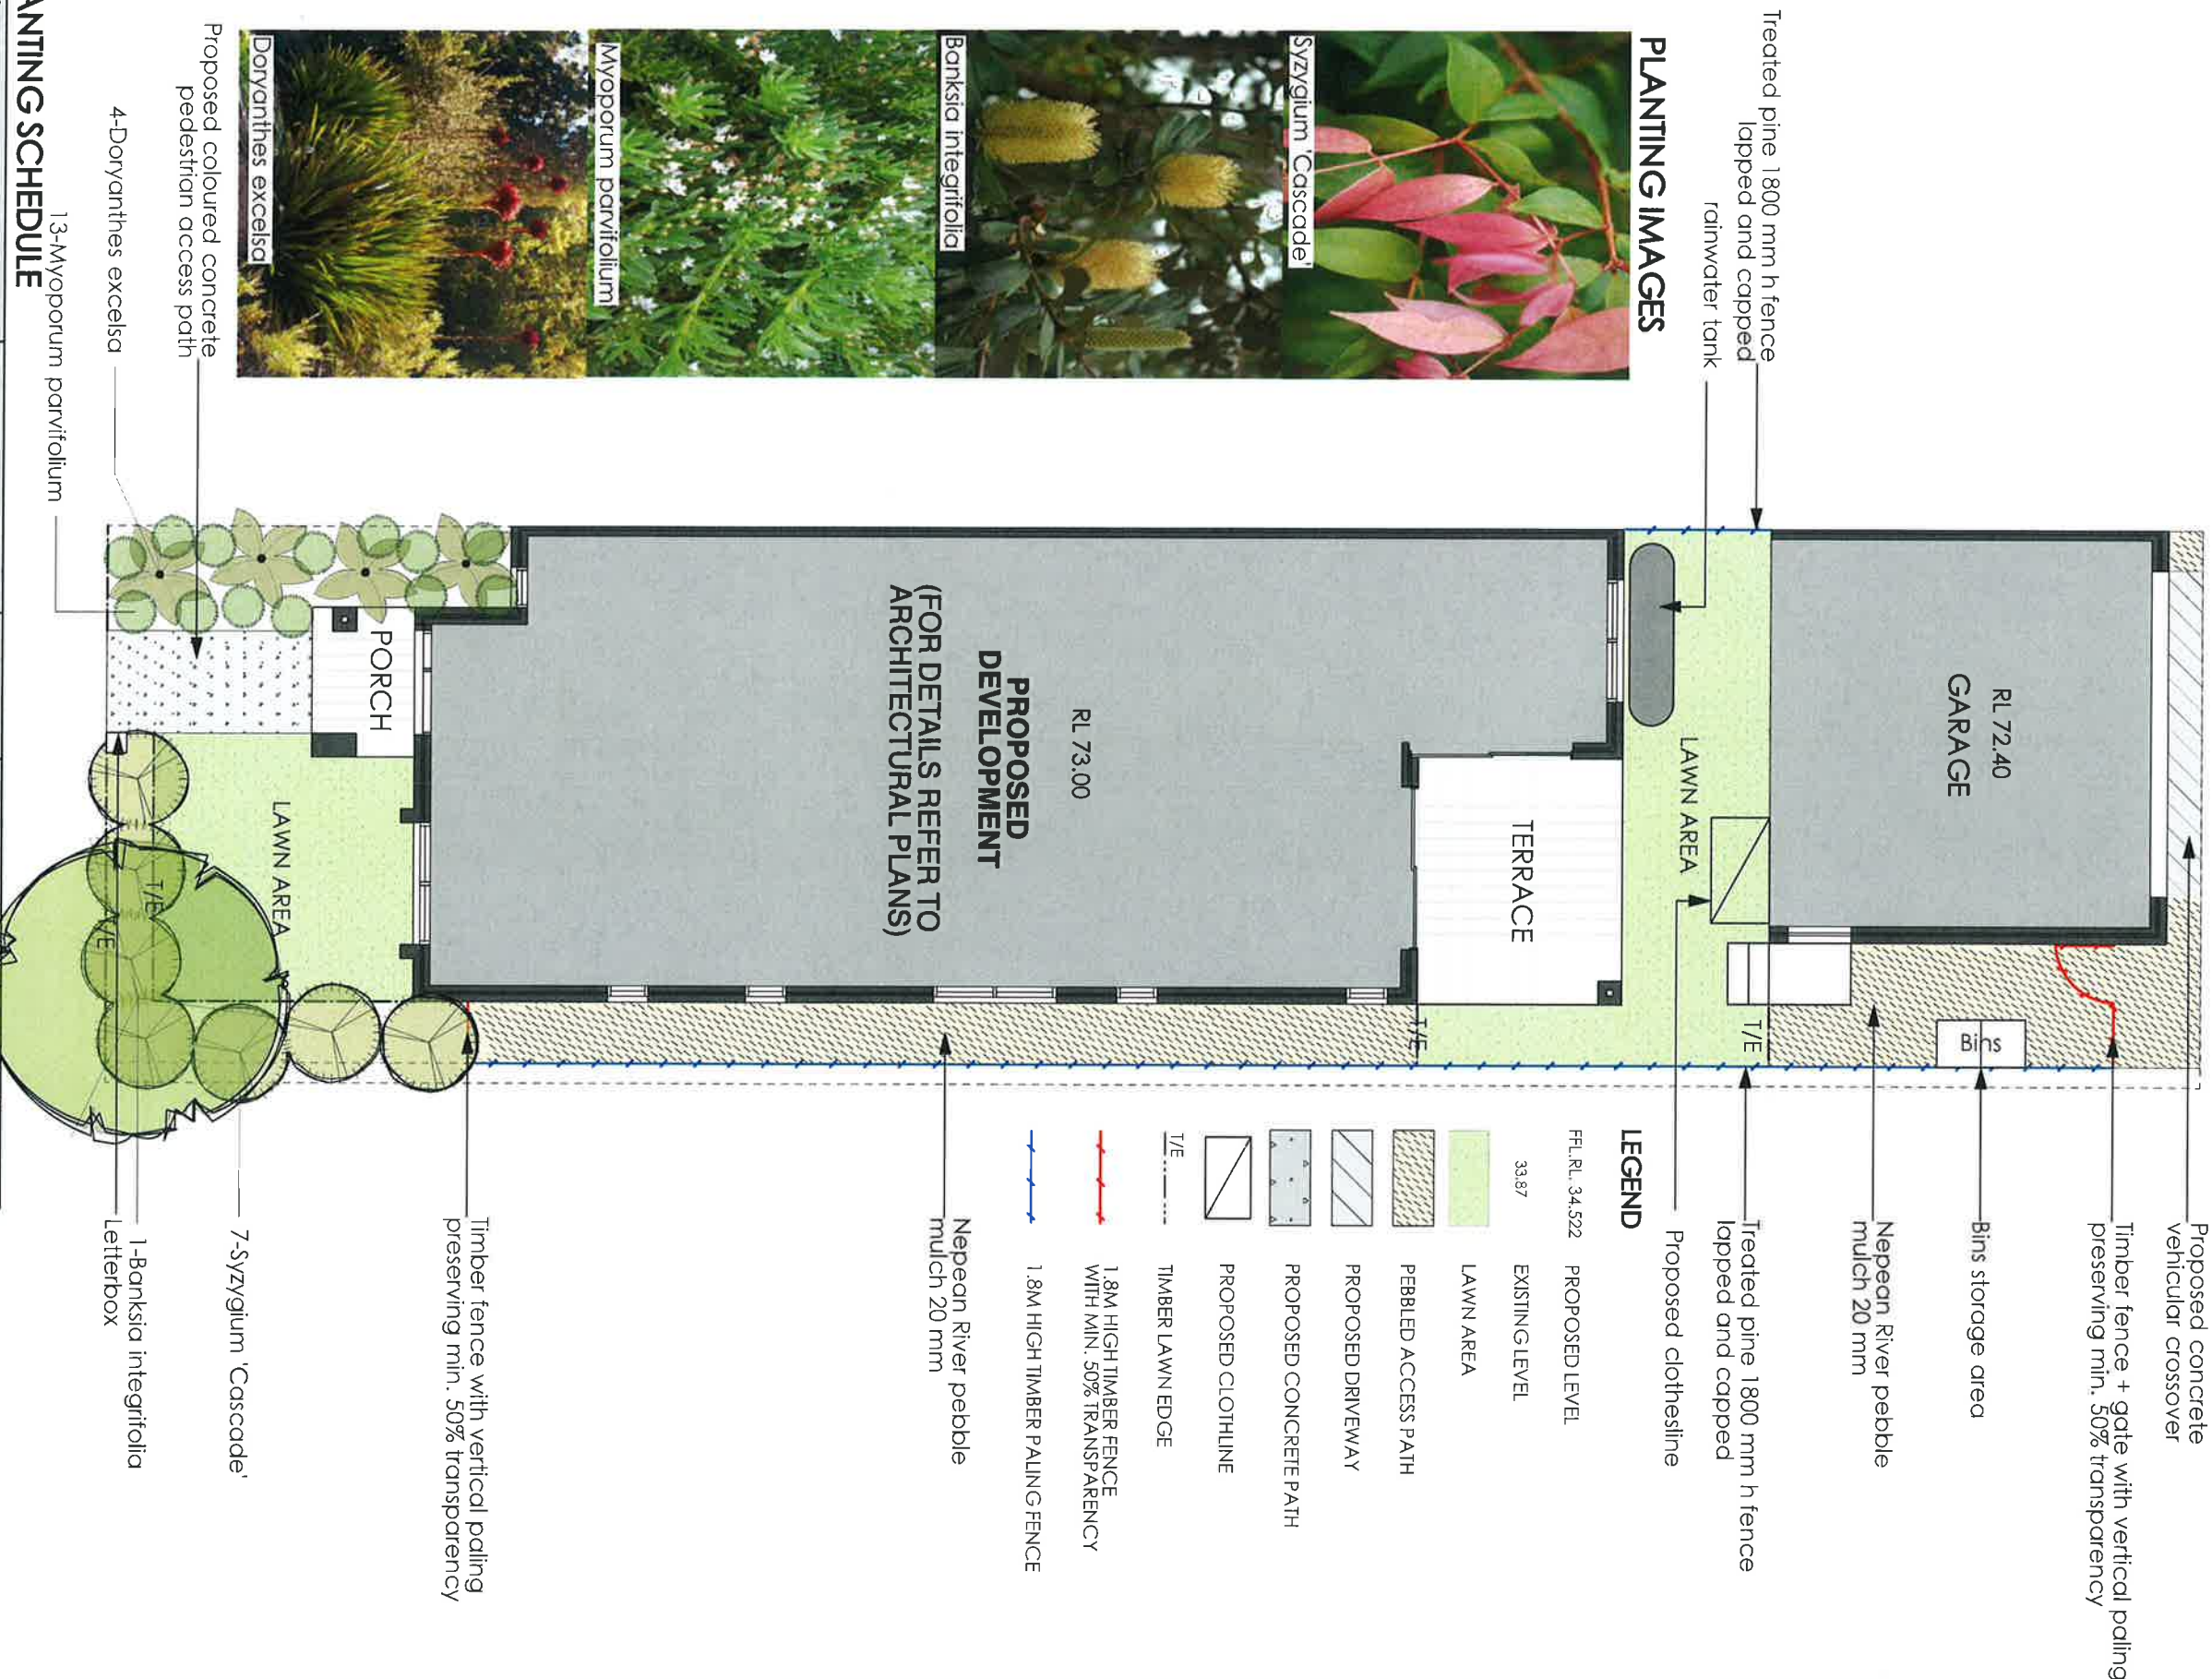 Proposed concrete
vehicular crossover
Timber fence + gate with vertical paling
preserving min. 50% transparency
Bins storage area
Nepean River pebble
mulch 20 mm
Treated pine 1800 mm h fence
lapped and capped
Proposed clothesline
Treated pine 1800 mm h fence
lapped and capped
rainwater tank
RL 72.40
GARAGE
Bins
T/E
LAWN AREA
TERRACE
T/E
RL 73.00
PROPOSED
DEVELOPMENT
(FOR DETAILS REFER TO
ARCHITECTURAL PLANS)
PORCH
LAWN AREA
T/E
T/E
PLANTING IMAGES
Syzygium 'Cascade'
Banksia integrifolia
Myoporum parvifolium
Doryanthes excelsa
LEGEND
FFL.RL. 34.522 PROPOSED LEVEL
33.87 EXISTING LEVEL
LAWN AREA
PEBBLED ACCESS PATH
PROPOSED DRIVEWAY
PROPOSED CONCRETE PATH
PROPOSED CLOTHLINE
T/E TIMBER LAWN EDGE
1.8M HIGH TIMBER FENCE
WITH MIN. 50% TRANSPARENCY
1.8M HIGH TIMBER PALING FENCE
Nepean River pebble
mulch 20 mm
Timber fence with vertical paling
preserving min. 50% transparency
7-Syzygium 'Cascade'
1-Banksia integrifolia
Letterbox
Proposed coloured concrete
pedestrian access path
4-Doryanthes excelsa
13-Myoporum parvifolium
ANTING SCHEDULE